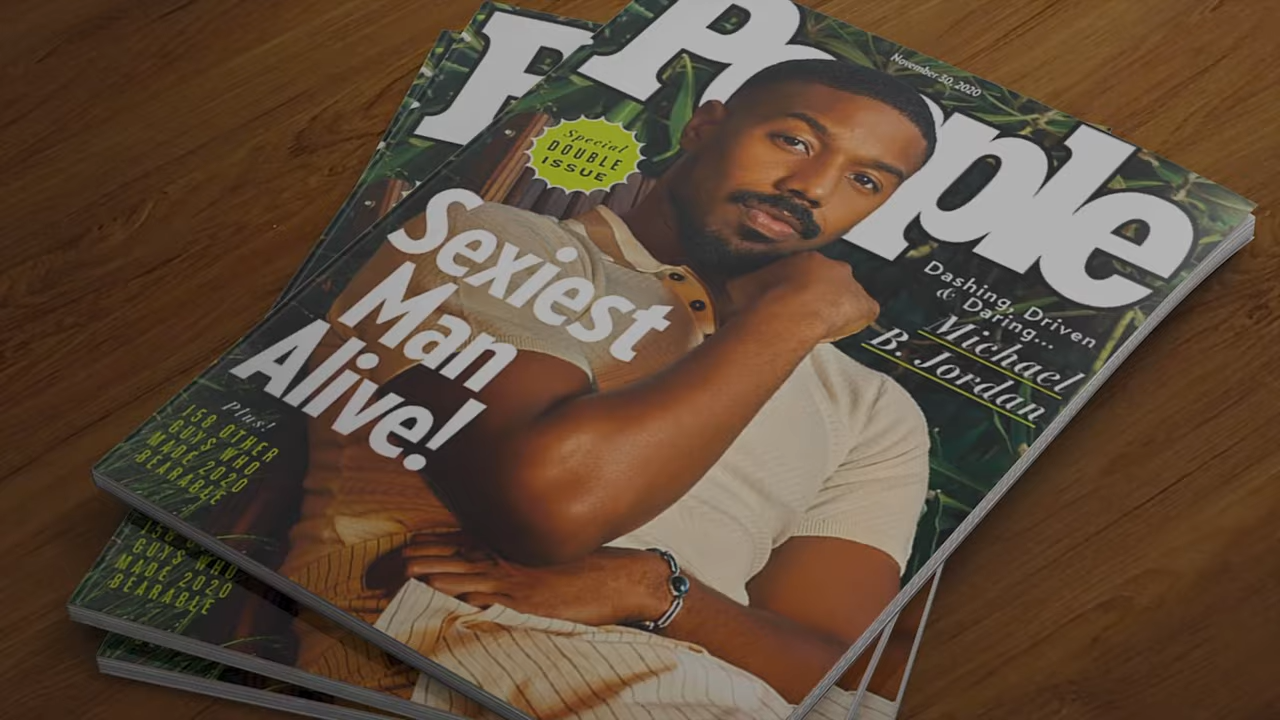 People
November 30, 2020
Special
DOUBLE
ISSUE
Sexiest
Man
Alive!
Dashing, Driven
& Daring...
Michael
B. Jordan
Plus!
158 OTHER
GUYS WHO
MADE 2020
BEARABLE
P
158
GUYS WHO
MADE 2020
BEARABLE